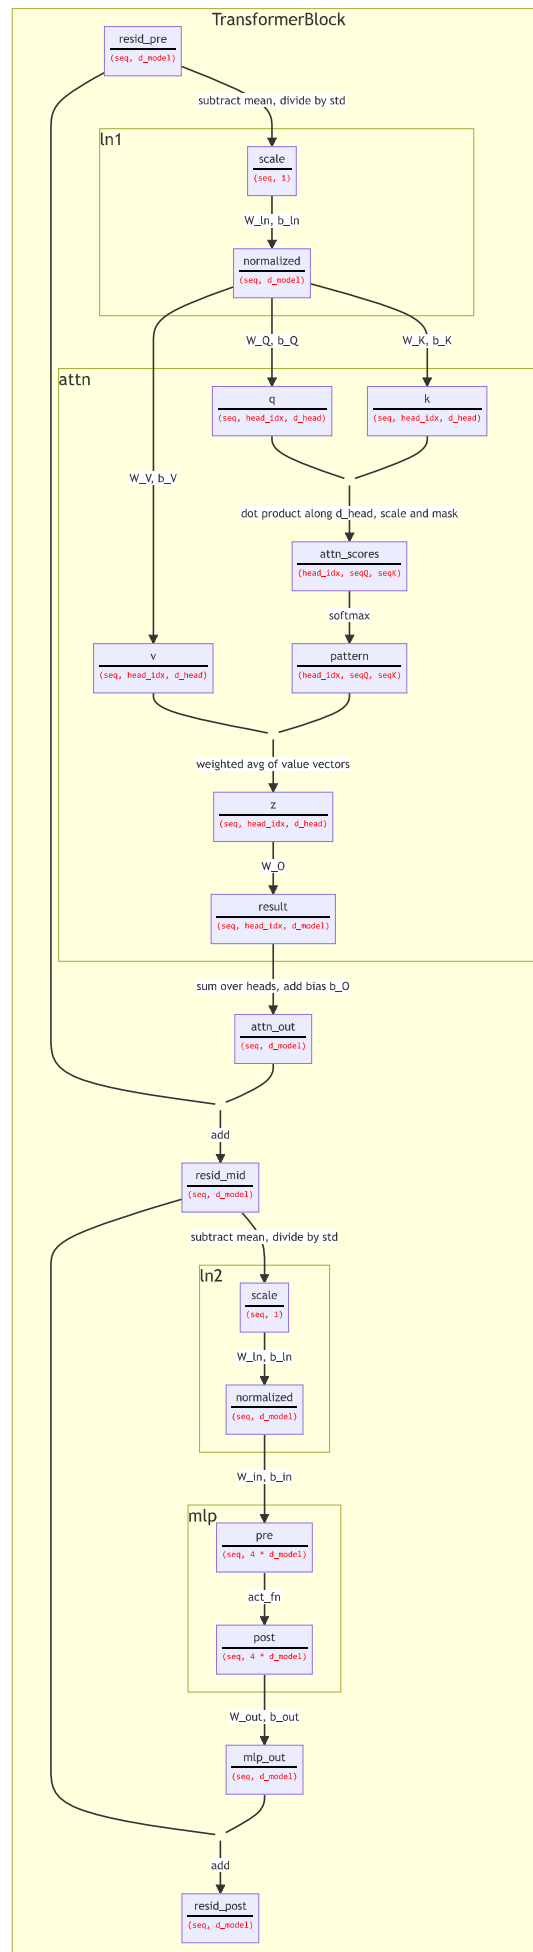 TransformerBlock
resid_pre
(seq, d_model)
subtract mean, divide by std
ln1
scale
(seq, 1)
W_ln, b_ln
normalized
(seq, d_model)
W_Q, b_Q
W_K, b_K
attn
q
(seq, head_idx, d_head)
k
(seq, head_idx, d_head)
W_V, b_V
dot product along d_head, scale and mask
attn_scores
(head_idx, seqQ, seqK)
softmax
v
(seq, head_idx, d_head)
pattern
(head_idx, seqQ, seqK)
weighted avg of value vectors
z
(seq, head_idx, d_head)
W_O
result
(seq, head_idx, d_model)
sum over heads, add bias b_O
attn_out
(seq, d_model)
add
resid_mid
(seq, d_model)
subtract mean, divide by std
ln2
scale
(seq, 1)
W_ln, b_ln
normalized
(seq, d_model)
W_in, b_in
mlp
pre
(seq, 4 * d_model)
act_fn
post
(seq, 4 * d_model)
W_out, b_out
mlp_out
(seq, d_model)
add
resid_post
(seq, d_model)